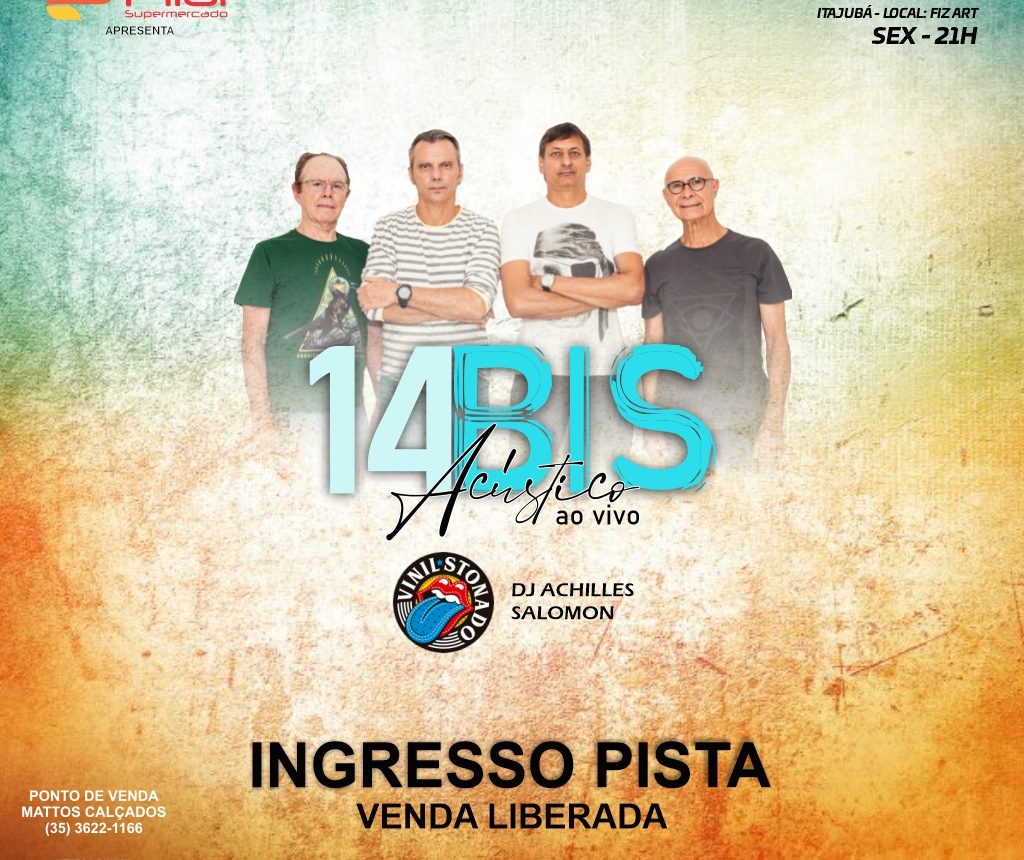 Supermercado
APRESENTA
ITAJUBÁ - LOCAL: FIZ ART
SEX - 21H
14BIS
Acústico
ao vivo
VINIL STONADO
DJ ACHILLES
SALOMON
INGRESSO PISTA
VENDA LIBERADA
PONTO DE VENDA
MATTOS CALÇADOS
(35) 3622-1166